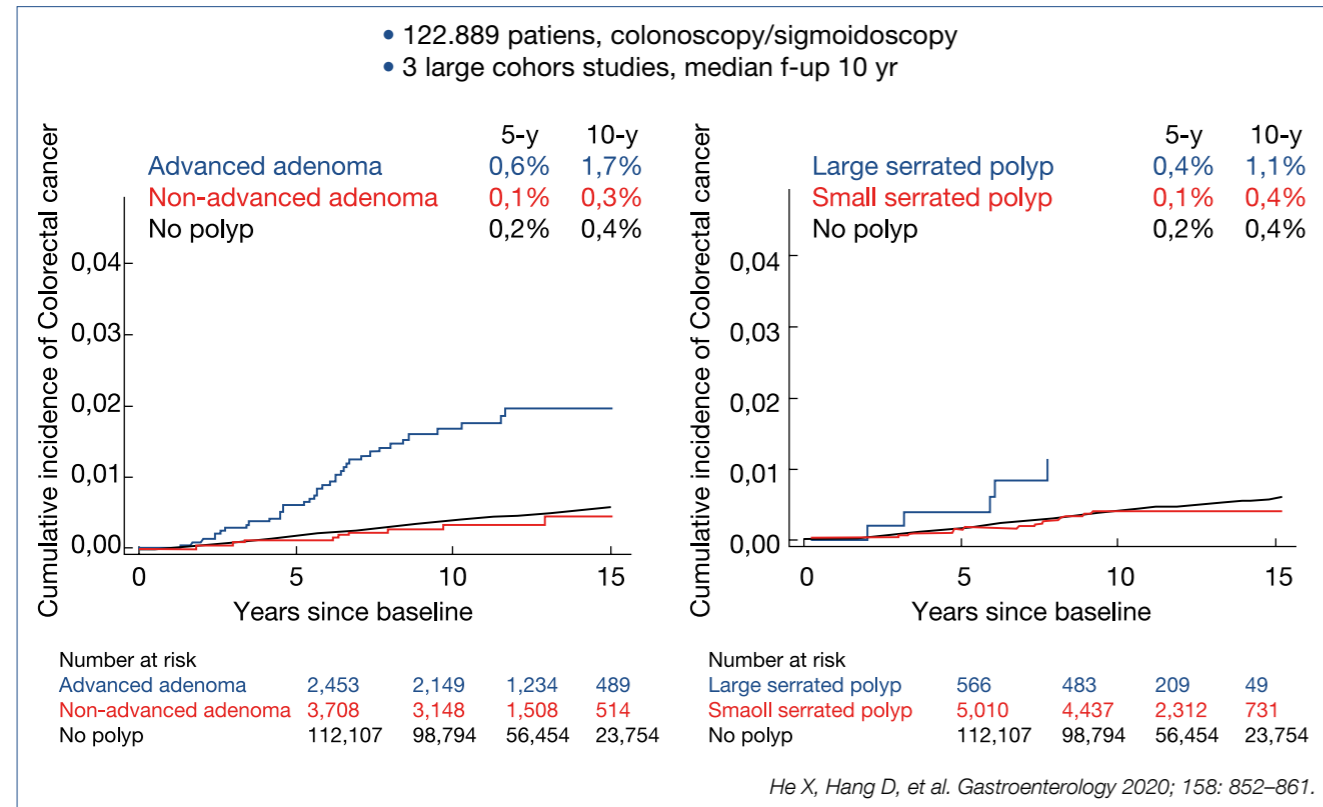 • 122.889 patiens, colonoscopy/sigmoidoscopy
• 3 large cohors studies, median f-up 10 yr
5-y 10-y
Advanced adenoma 0,6% 1,7%
Non-advanced adenoma 0,1% 0,3%
No polyp 0,2% 0,4%
Cumulative incidence of Colorectal cancer
0,04
0,03
0,02
0,01
0,00
0 5 10 15
Years since baseline
Number at risk
Advanced adenoma 2,453 2,149 1,234 489
Non-advanced adenoma 3,708 3,148 1,508 514
No polyp 112,107 98,794 56,454 23,754
5-y 10-y
Large serrated polyp 0,4% 1,1%
Small serrated polyp 0,1% 0,4%
No polyp 0,2% 0,4%
Cumulative incidence of Colorectal cancer
0,04
0,03
0,02
0,01
0,00
0 5 10 15
Years since baseline
Number at risk
Large serrated polyp 566 483 209 49
Smaoll serrated polyp 5,010 4,437 2,312 731
No polyp 112,107 98,794 56,454 23,754
He X, Hang D, et al. Gastroenterology 2020; 158: 852–861.